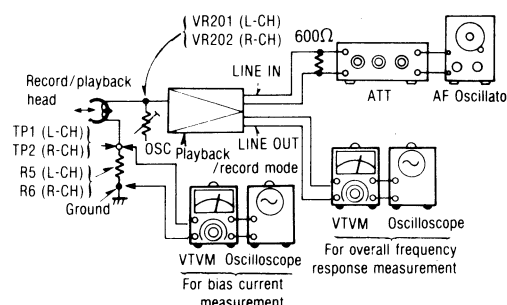 VR201 (L-CH)
VR202 (R-CH)
600Ω
LINE IN
ATT
AF Oscillato
Record/playback
head
TP1 (L-CH)
TP2 (R-CH)
R5 (L-CH)
R6 (R-CH)
Ground
OSC
Playback
/record mode
LINE OUT
VTVM Oscilloscope
For bias current
measurement
VTVM Oscilloscope
For overall frequency
response measurement